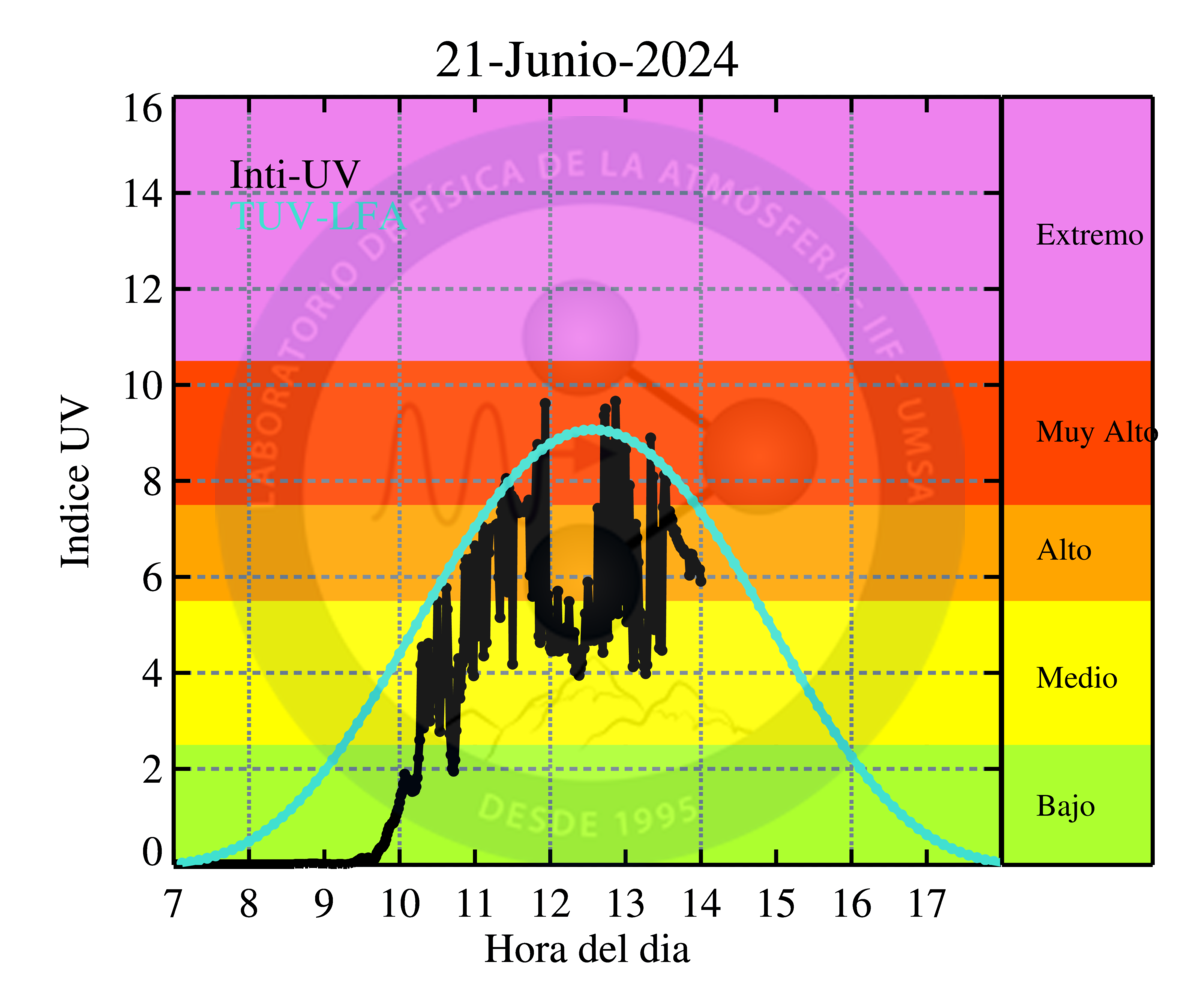 21-Junio-2024
16
14
12
10
8
6
4
2
0
Indice UV
Inti-UV
TUV-LFA
LABORATORIO DE FÍSICA DE LA ATMÓSFERA - IIF - UMSA
DESDE 1995
Extremo
Muy Alto
Alto
Medio
Bajo
7 8 9 10 11 12 13 14 15 16 17
Hora del dia